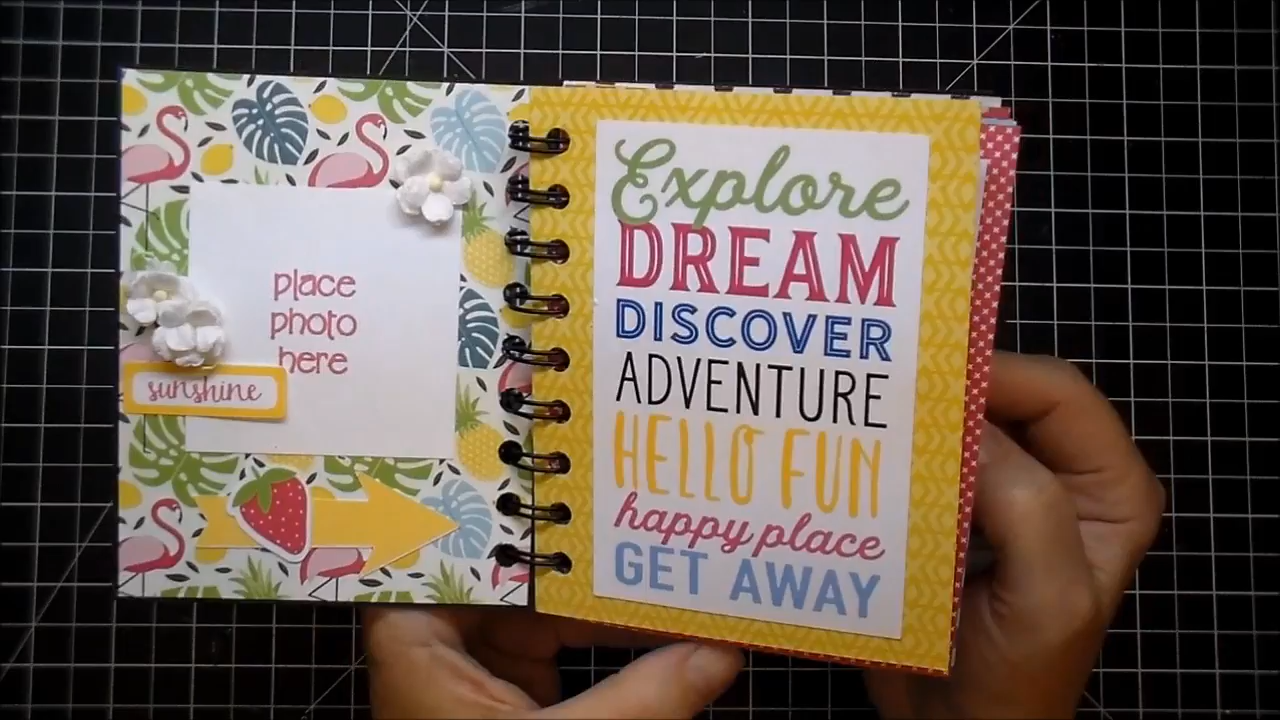 place
photo
here
sunshine
Explore
DREAM
DISCOVER
ADVENTURE
HELLO FUN
happy place
GET AWAY